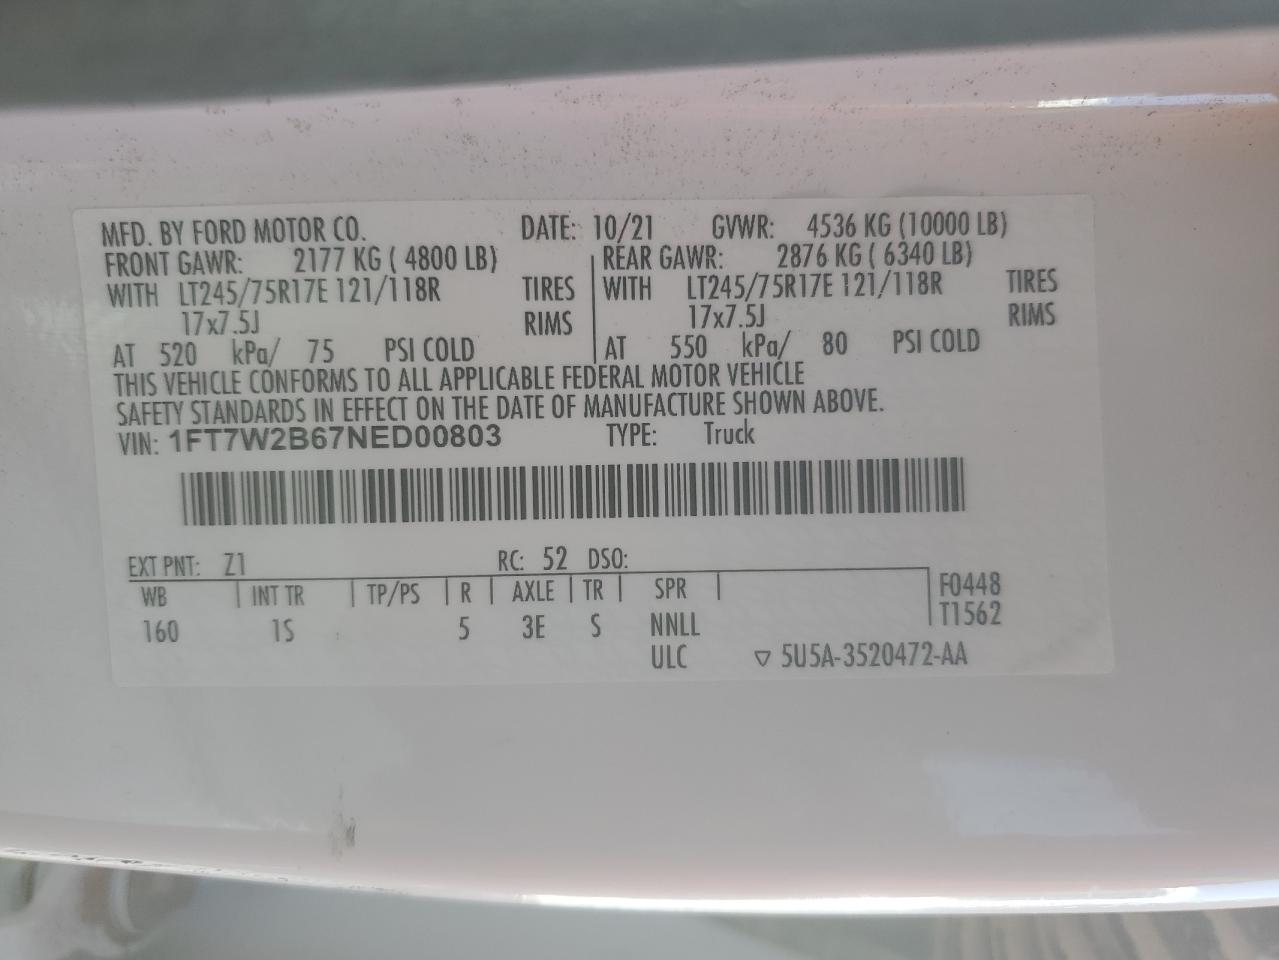 MFD. BY FORD MOTOR CO. DATE: 10/21 GVWR: 4536 KG (10000 LB)
FRONT GAWR: 2177 KG ( 4800 LB) REAR GAWR: 2876 KG ( 6340 LB)
WITH LT245/75R17E 121/118R TIRES WITH LT245/75R17E 121/118R TIRES
17x7.5J RIMS 17x7.5J RIMS
AT 520 kPa/ 75 PSI COLD AT 550 kPa/ 80 PSI COLD
THIS VEHICLE CONFORMS TO ALL APPLICABLE FEDERAL MOTOR VEHICLE
SAFETY STANDARDS IN EFFECT ON THE DATE OF MANUFACTURE SHOWN ABOVE.
VIN: 1FT7W2B67NED00803 TYPE: Truck
EXT PNT: Z1 RC: 52 DSO:
WB INT TR TP/PS R AXLE TR SPR F0448
160 1S 5 3E S NNLL T1562
ULC ▽ 5U5A-3520472-AA